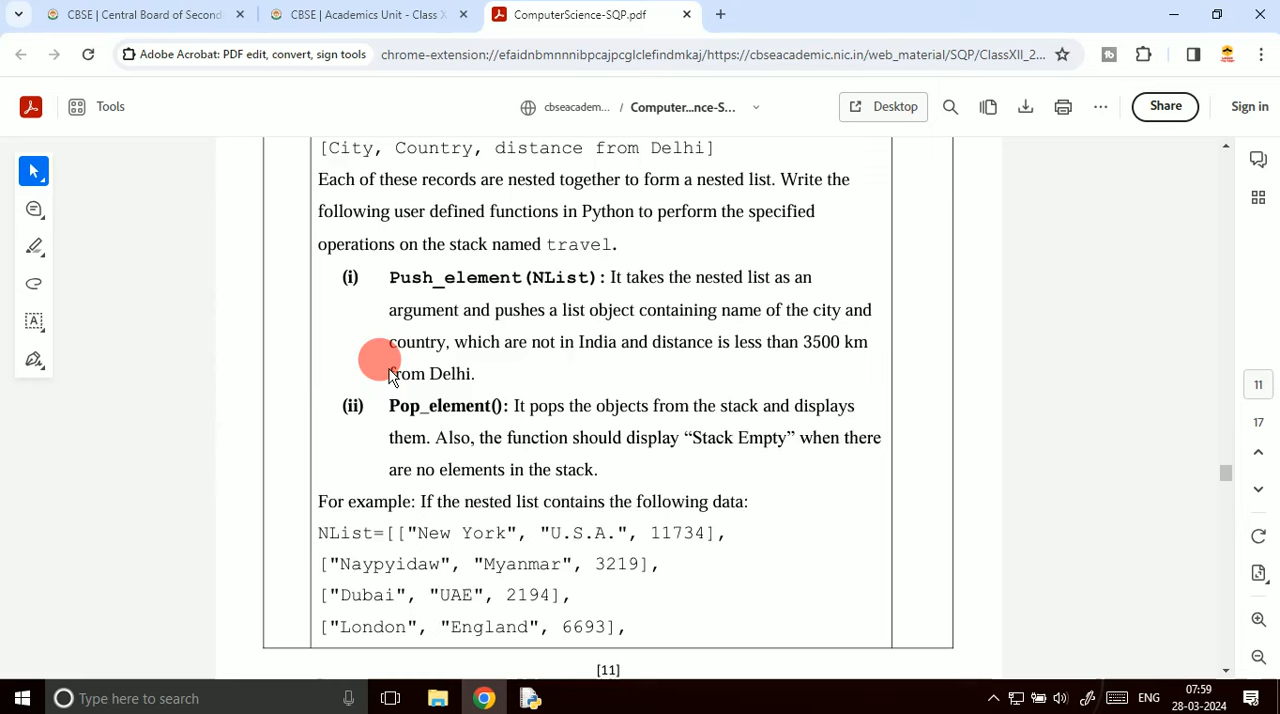 CBSE | Central Board of Second
CBSE | Academics Unit - Class X
ComputerScience-SQP.pdf
Adobe Acrobat: PDF edit, convert, sign tools
chrome-extension://efaidnbmnnnibpcajpcglclefindmkaj/https://cbseacademic.nic.in/web_material/SQP/ClassXII_2...
Tools
cbseacadem... / Computer...nce-S...
Desktop
Share
Sign in
[City, Country, distance from Delhi]
Each of these records are nested together to form a nested list. Write the
following user defined functions in Python to perform the specified
operations on the stack named travel.
(i) Push_element(NList): It takes the nested list as an
argument and pushes a list object containing name of the city and
country, which are not in India and distance is less than 3500 km
from Delhi.
(ii) Pop_element(): It pops the objects from the stack and displays
them. Also, the function should display “Stack Empty” when there
are no elements in the stack.
For example: If the nested list contains the following data:
NList=[["New York", "U.S.A.", 11734],
["Naypyidaw", "Myanmar", 3219],
["Dubai", "UAE", 2194],
["London", "England", 6693],
[11]
11
17
Type here to search
ENG
07:59
28-03-2024